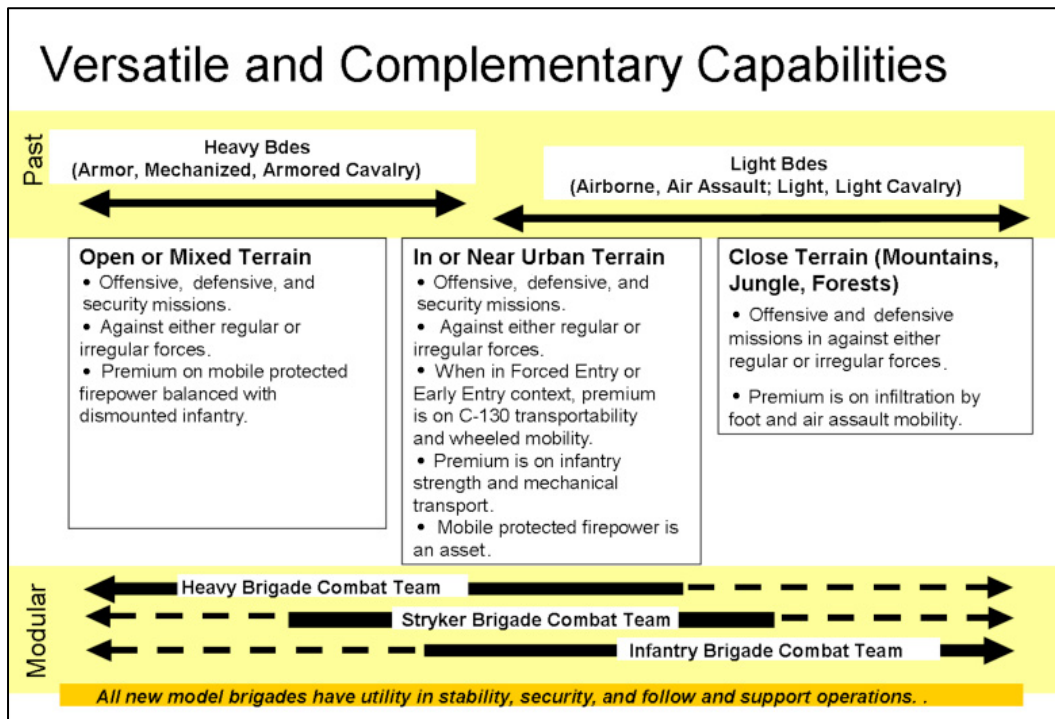 Versatile and Complementary Capabilities
Past
Heavy Bdes
(Armor, Mechanized, Armored Cavalry)
Light Bdes
(Airborne, Air Assault; Light, Light Cavalry)
Open or Mixed Terrain
• Offensive, defensive, and
security missions.
• Against either regular or
irregular forces.
• Premium on mobile protected
firepower balanced with
dismounted infantry.
In or Near Urban Terrain
• Offensive, defensive, and
security missions.
• Against either regular or
irregular forces.
• When in Forced Entry or
Early Entry context, premium
is on C-130 transportability
and wheeled mobility.
• Premium is on infantry
strength and mechanical
transport.
• Mobile protected firepower is
an asset.
Close Terrain (Mountains,
Jungle, Forests)
• Offensive and defensive
missions in against either
regular or irregular forces.
• Premium is on infiltration by
foot and air assault mobility.
Modular
Heavy Brigade Combat Team
Stryker Brigade Combat Team
Infantry Brigade Combat Team
All new model brigades have utility in stability, security, and follow and support operations. .